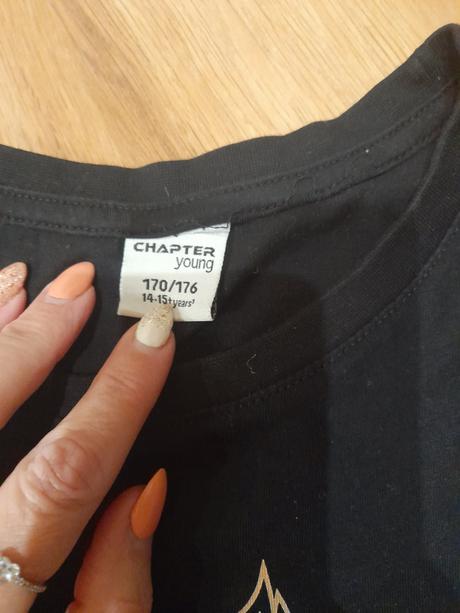 CHAPTER
young
170/176
14-15+years'